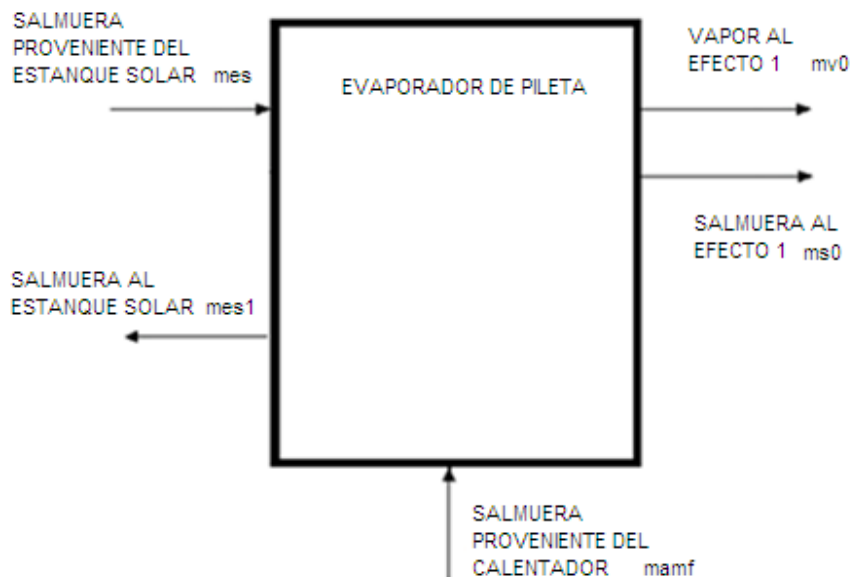 SALMUERA
PROVENIENTE DEL
ESTANQUE SOLAR mes
EVAPORADOR DE PILETA
VAPOR AL
EFECTO 1 mv0
SALMUERA AL
EFECTO 1 ms0
SALMUERA AL
ESTANQUE SOLAR mes1
SALMUERA
PROVENIENTE DEL
CALENTADOR mamf